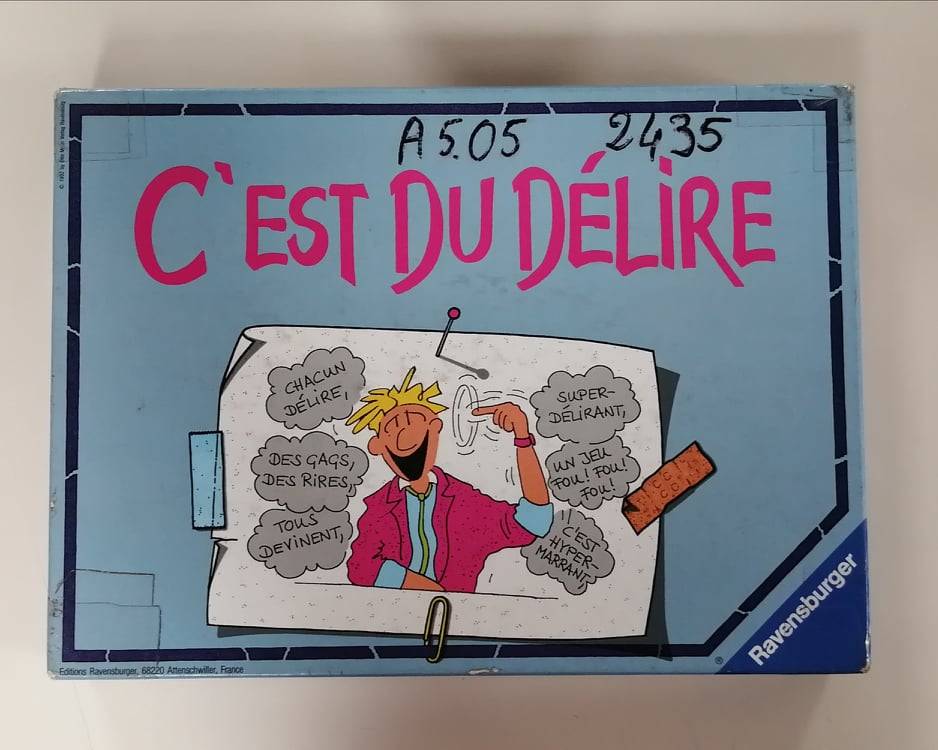 A5.05 2435
C'EST DU DÉLIRE
CHACUN
DÉLIRE,
DES GAGS,
DES RIRES,
TOUS
DEVINENT,
SUPER-
DÉLIRANT,
UN JEU
FOU! FOU!
FOU!
C'EST
HYPER-
MARRANT,
Ravensburger
®
Editions Ravensburger, 68220 Attenschwiller, France